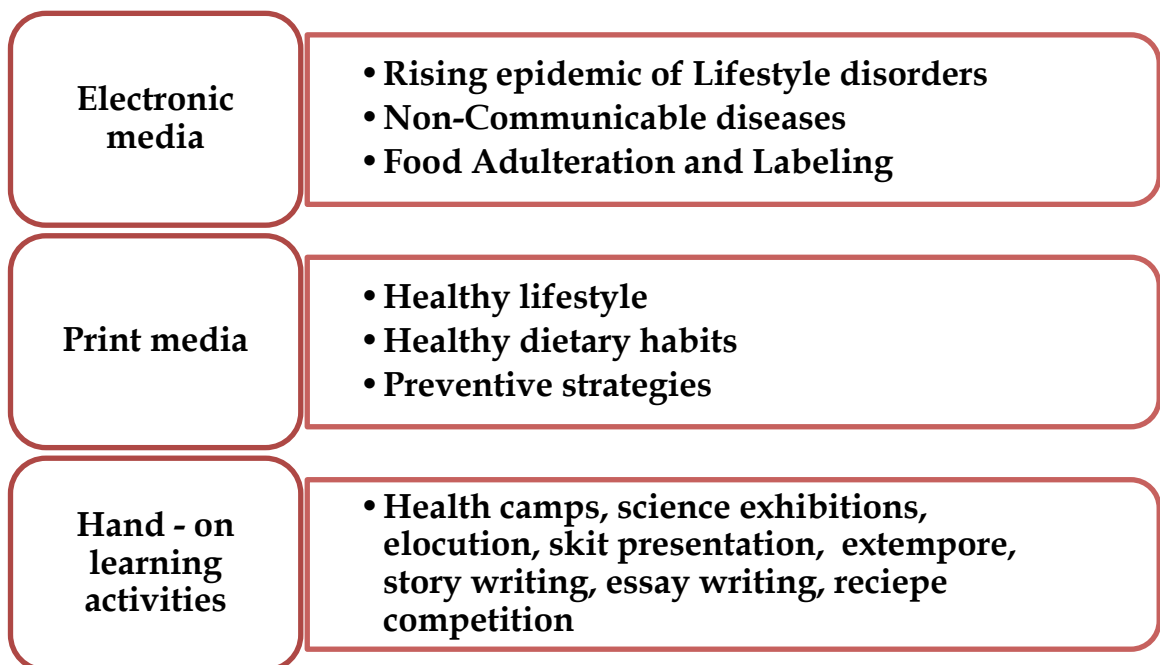 Electronic
media
• Rising epidemic of Lifestyle disorders
• Non-Communicable diseases
• Food Adulteration and Labeling
Print media
• Healthy lifestyle
• Healthy dietary habits
• Preventive strategies
Hand - on
learning
activities
• Health camps, science exhibitions,
elocution, skit presentation,  extempore,
story writing, essay writing, reciepe
competition